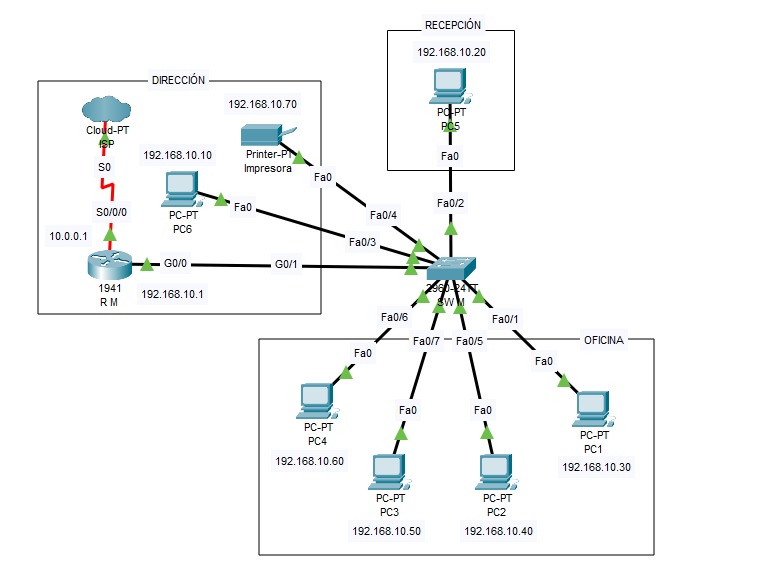 RECEPCIÓN
192.168.10.20
PC-PT
PC5
Fa0
Fa0/2
DIRECCIÓN
Cloud-PT
ISP
S0
S0/0/0
10.0.0.1
1941
R M
G0/0
192.168.10.1
G0/1
192.168.10.10
PC-PT
PC6
Fa0
Fa0/3
192.168.10.70
Printer-PT
Impresora
Fa0
Fa0/4
2960-24TT
SW M
OFICINA
Fa0/6
Fa0
PC-PT
PC4
192.168.10.60
Fa0/7
Fa0
PC-PT
PC3
192.168.10.50
Fa0/5
Fa0
PC-PT
PC2
192.168.10.40
Fa0/1
Fa0
PC-PT
PC1
192.168.10.30